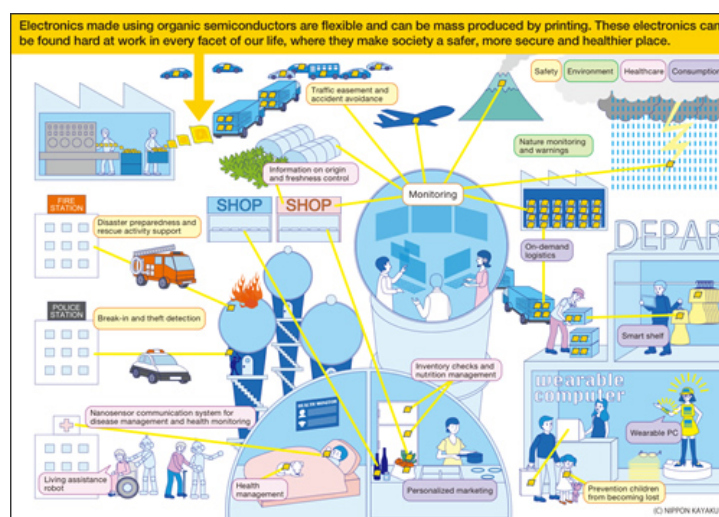 Electronics made using organic semiconductors are flexible and can be mass produced by printing. These electronics can
be found hard at work in every facet of our life, where they make society a safer, more secure and healthier place.
Safety
Environment
Healthcare
Consumption
Traffic easement and
accident avoidance
Nature monitoring
and warnings
Information on origin
and freshness control
Monitoring
FIRE
STATION
SHOP
SHOP
Disaster preparedness and
rescue activity support
On-demand
logistics
DEPAR
POLICE
STATION
Break-in and theft detection
Smart shelf
Inventory checks and
nutrition management
wearable
computer
Nanosensor communication system for
disease management and health monitoring
HEALTH MONITOR
Wearable PC
Living assistance
robot
Health
management
Personalized marketing
Prevention children
from becoming lost
(C) NIPPON KAYAKU